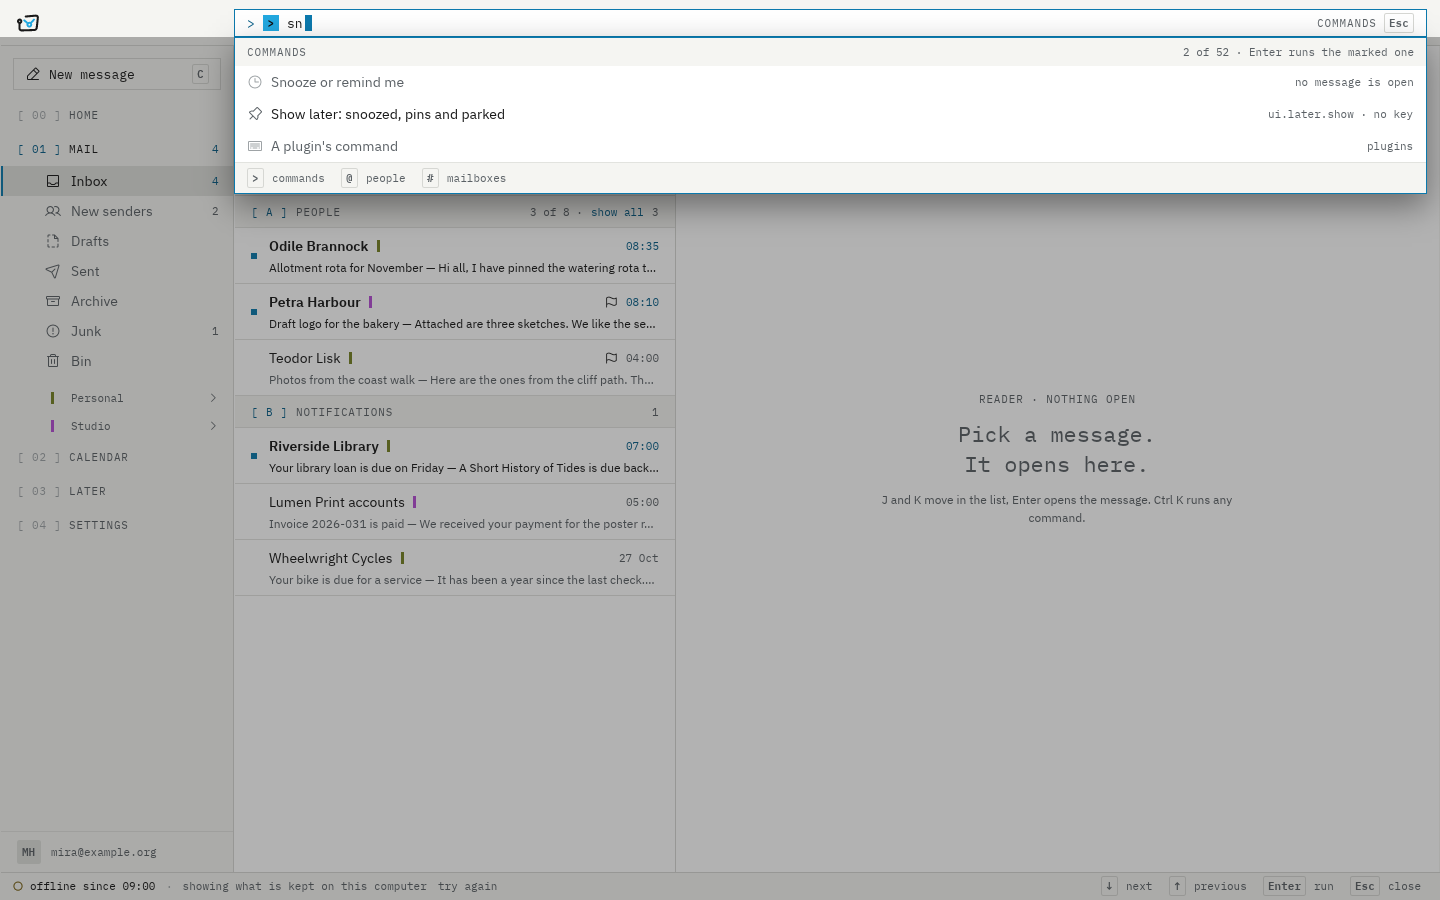 > > sn COMMANDS Esc
COMMANDS 2 of 52 · Enter runs the marked one
Snooze or remind me no message is open
Show later: snoozed, pins and parked ui.later.show · no key
A plugin's command plugins
> commands @ people # mailboxes
New message C
[ 00 ] HOME
[ 01 ] MAIL 4
Inbox 4
New senders 2
Drafts
Sent
Archive
Junk 1
Bin
Personal
Studio
[ 02 ] CALENDAR
[ 03 ] LATER
[ 04 ] SETTINGS
MH mira@example.org
[ A ] PEOPLE 3 of 8 · show all 3
Odile Brannock 08:35
Allotment rota for November — Hi all, I have pinned the watering rota t…
Petra Harbour 08:10
Draft logo for the bakery — Attached are three sketches. We like the se…
Teodor Lisk 04:00
Photos from the coast walk — Here are the ones from the cliff path. Th…
[ B ] NOTIFICATIONS 1
Riverside Library 07:00
Your library loan is due on Friday — A Short History of Tides is due back…
Lumen Print accounts 05:00
Invoice 2026-031 is paid — We received your payment for the poster r…
Wheelwright Cycles 27 Oct
Your bike is due for a service — It has been a year since the last check.…
READER · NOTHING OPEN
Pick a message.
It opens here.
J and K move in the list, Enter opens the message. Ctrl K runs any
command.
offline since 09:00 · showing what is kept on this computer try again
↓ next ↑ previous Enter run Esc close